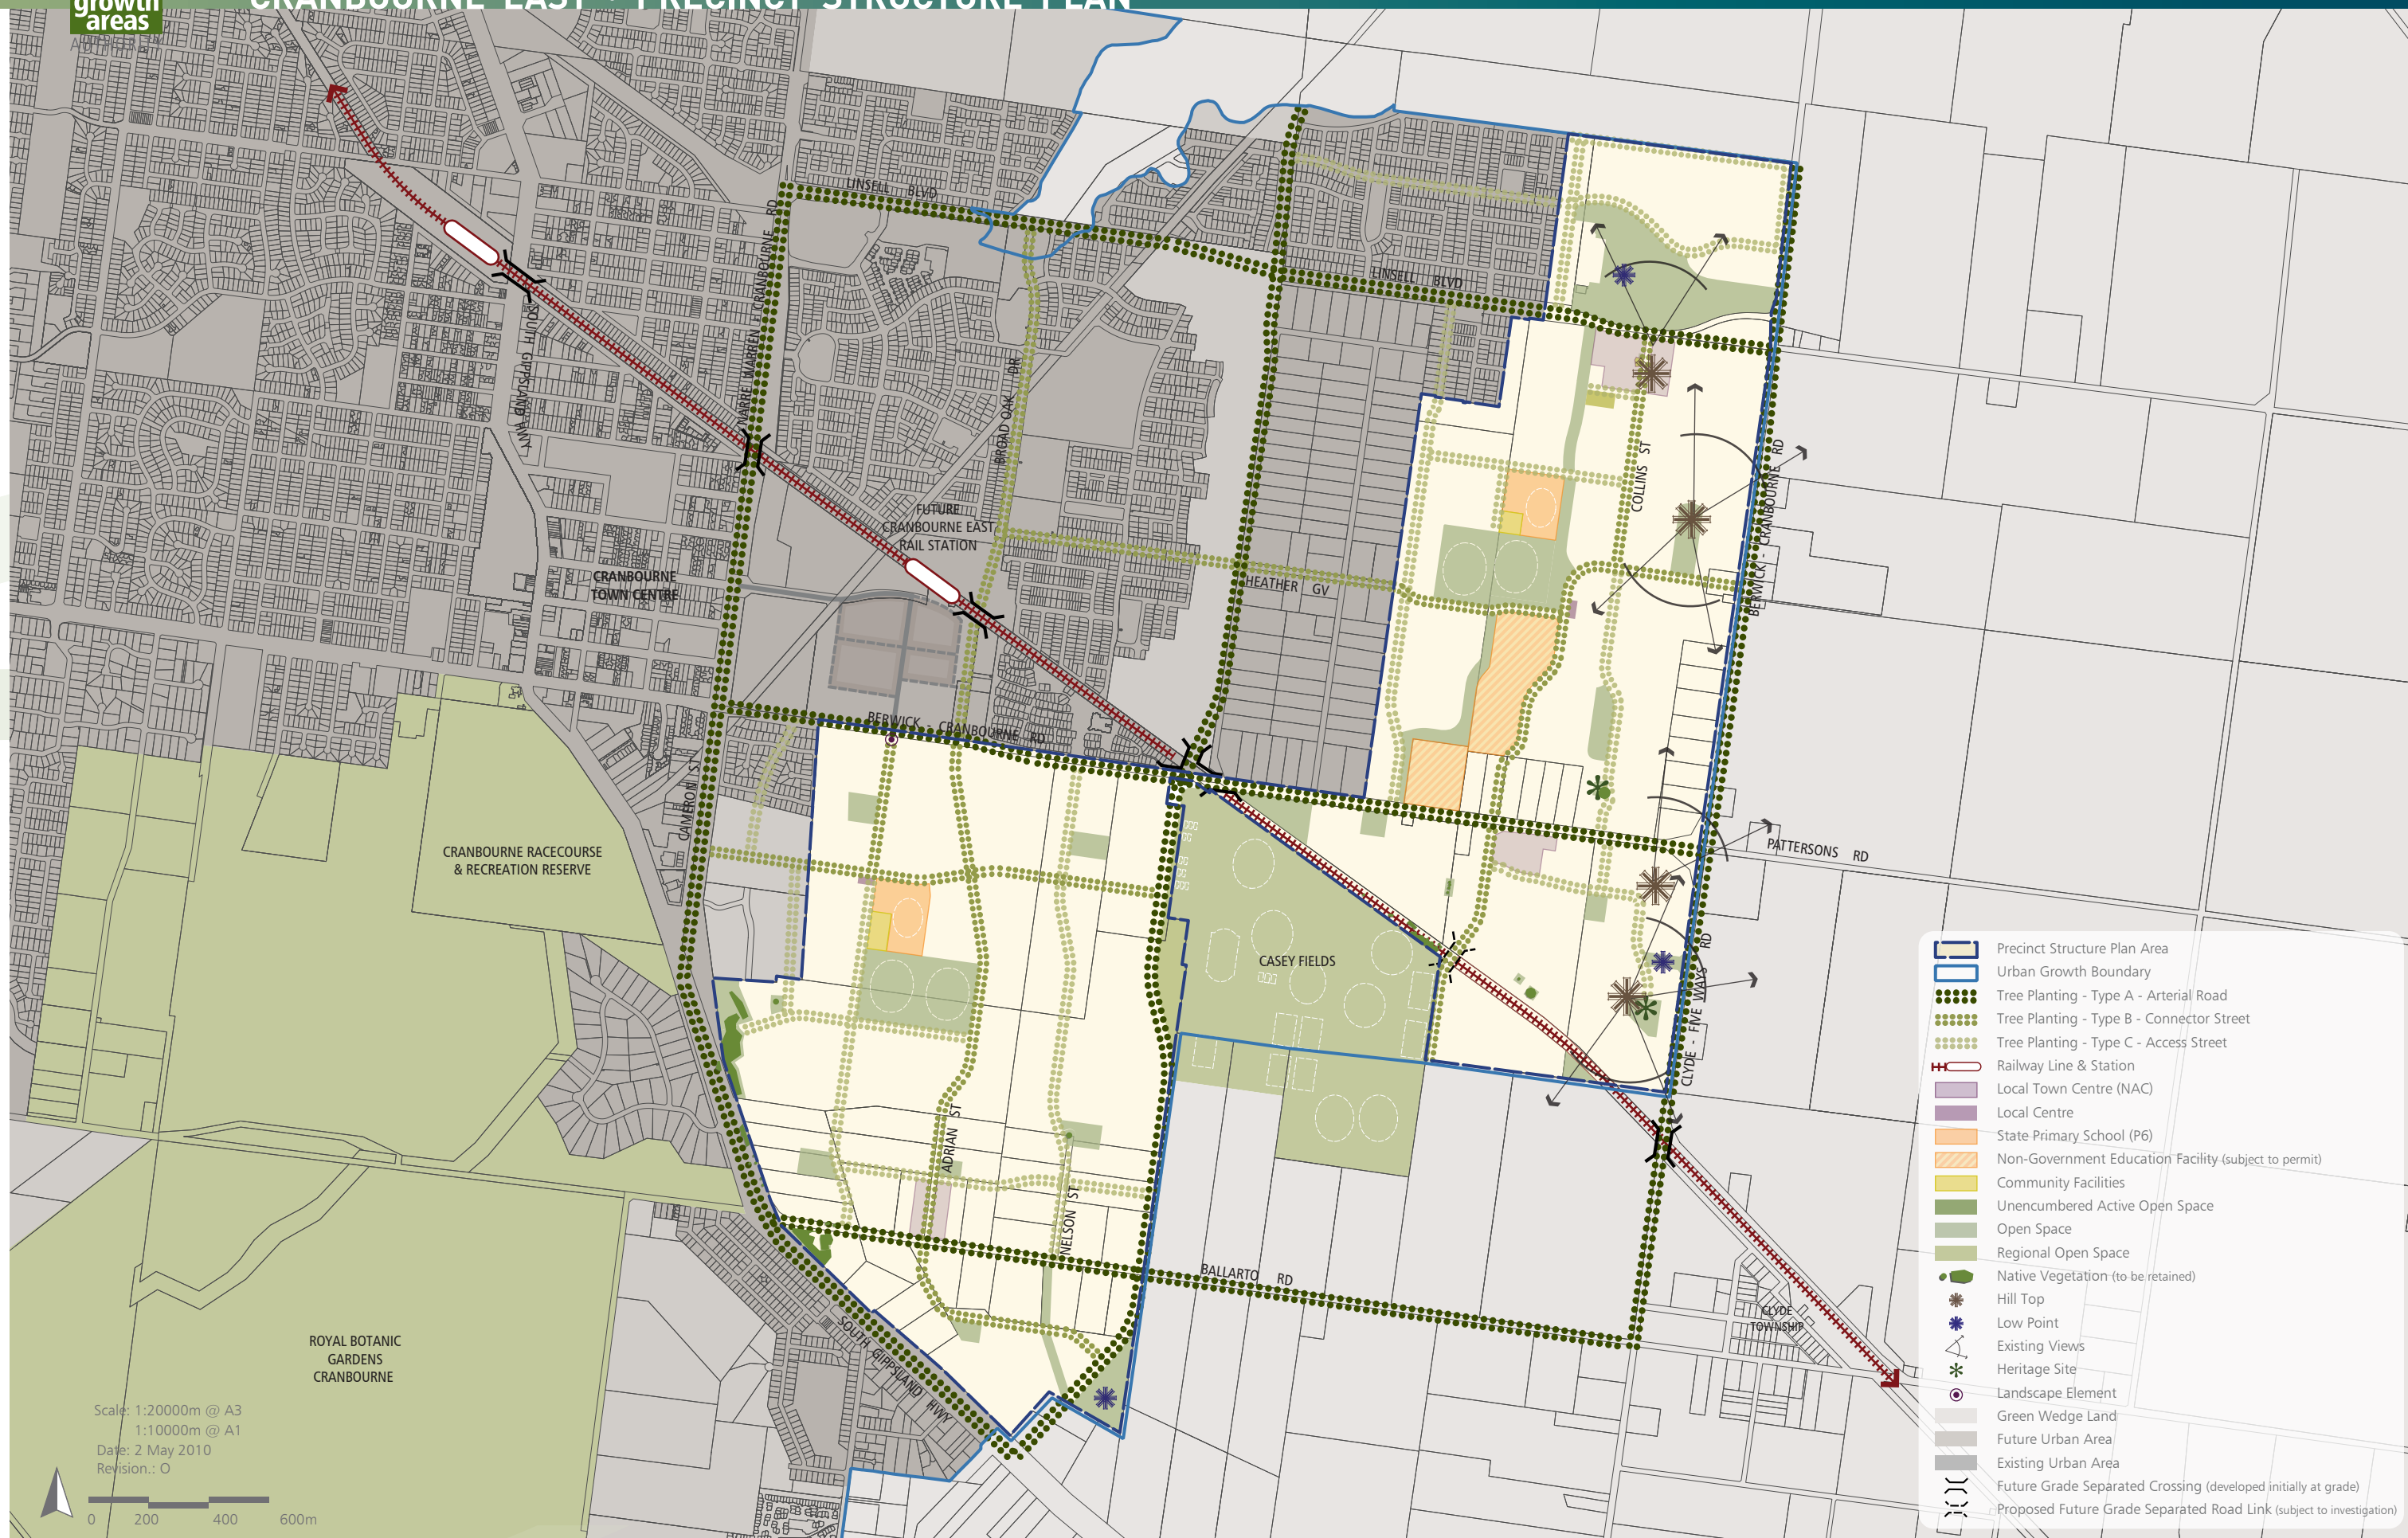 growth
areas
CRANBOURNE EAST - PRECINCT STRUCTURE PLAN
LINSELL BLVD
NARRE WARREN - CRANBOURNE RD
LINSELL BLVD
SOUTH GIPPSLAND HWY
BROAD OAK DR
COLLINS ST
BERWICK - CRANBOURNE RD
FUTURE
CRANBOURNE EAST
RAIL STATION
CRANBOURNE
TOWN CENTRE
HEATHER GV
BERWICK - CRANBOURNE RD
CAMERON ST
CRANBOURNE RACECOURSE
& RECREATION RESERVE
PATTERSONS RD
CASEY FIELDS
CLYDE - FIVE WAYS RD
ADRIAN ST
NELSON ST
BALLARTO RD
SOUTH GIPPSLAND HWY
CLYDE
TOWNSHIP
ROYAL BOTANIC
GARDENS
CRANBOURNE
Scale: 1:20000m @ A3
1:10000m @ A1
Date: 2 May 2010
Revision.: O
0 200 400 600m
Precinct Structure Plan Area
Urban Growth Boundary
Tree Planting - Type A - Arterial Road
Tree Planting - Type B - Connector Street
Tree Planting - Type C - Access Street
Railway Line & Station
Local Town Centre (NAC)
Local Centre
State Primary School (P6)
Non-Government Education Facility (subject to permit)
Community Facilities
Unencumbered Active Open Space
Open Space
Regional Open Space
Native Vegetation (to be retained)
Hill Top
Low Point
Existing Views
Heritage Site
Landscape Element
Green Wedge Land
Future Urban Area
Existing Urban Area
Future Grade Separated Crossing (developed initially at grade)
Proposed Future Grade Separated Road Link (subject to investigation)